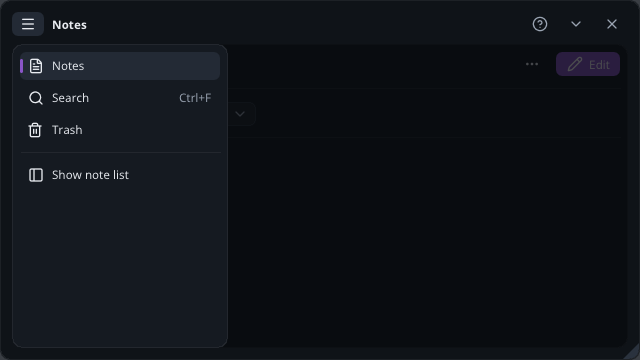 Notes
Edit
Notes
Search Ctrl+F
Trash
Show note list